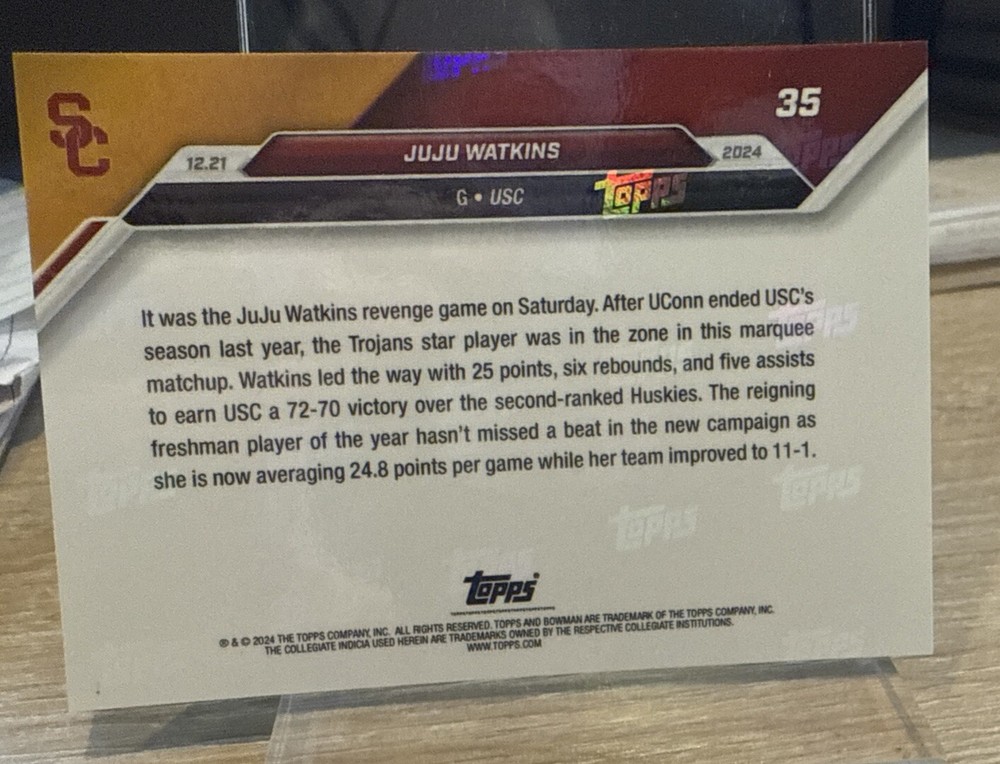 SC
35
12.21
JUJU WATKINS
2024
G • USC
Topps
It was the JuJu Watkins revenge game on Saturday. After UConn ended USC's
season last year, the Trojans star player was in the zone in this marquee
matchup. Watkins led the way with 25 points, six rebounds, and five assists
to earn USC a 72-70 victory over the second-ranked Huskies. The reigning
freshman player of the year hasn't missed a beat in the new campaign as
she is now averaging 24.8 points per game while her team improved to 11-1.
Topps
Topps
Topps
Topps
® & © 2024 THE TOPPS COMPANY, INC. ALL RIGHTS RESERVED. TOPPS AND BOWMAN ARE TRADEMARK OF THE TOPPS COMPANY, INC.
THE COLLEGIATE INDICIA USED HEREIN ARE TRADEMARKS OWNED BY THE RESPECTIVE COLLEGIATE INSTITUTIONS.
WWW.TOPPS.COM